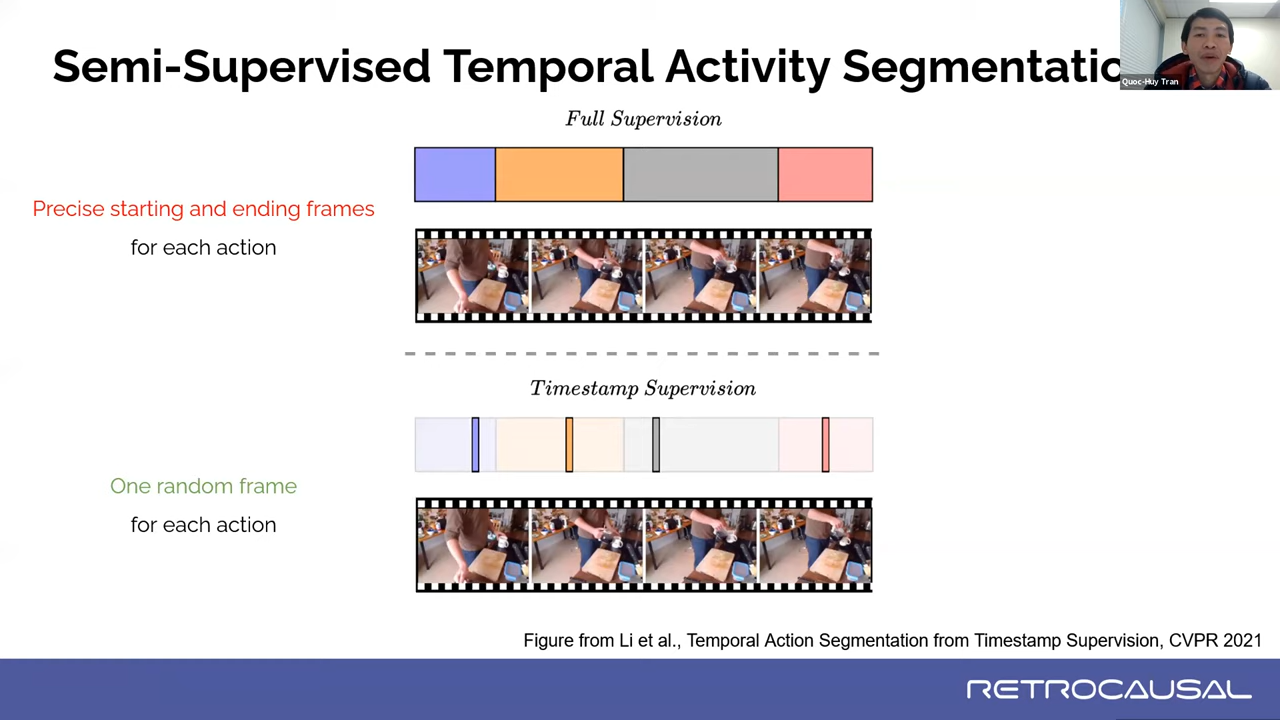 Semi-Supervised Temporal Activity Segmentatio
Quoc-Huy Tran
Full Supervision
Precise starting and ending frames
for each action
Timestamp Supervision
One random frame
for each action
Figure from Li et al., Temporal Action Segmentation from Timestamp Supervision, CVPR 2021
RETROCAUSAL